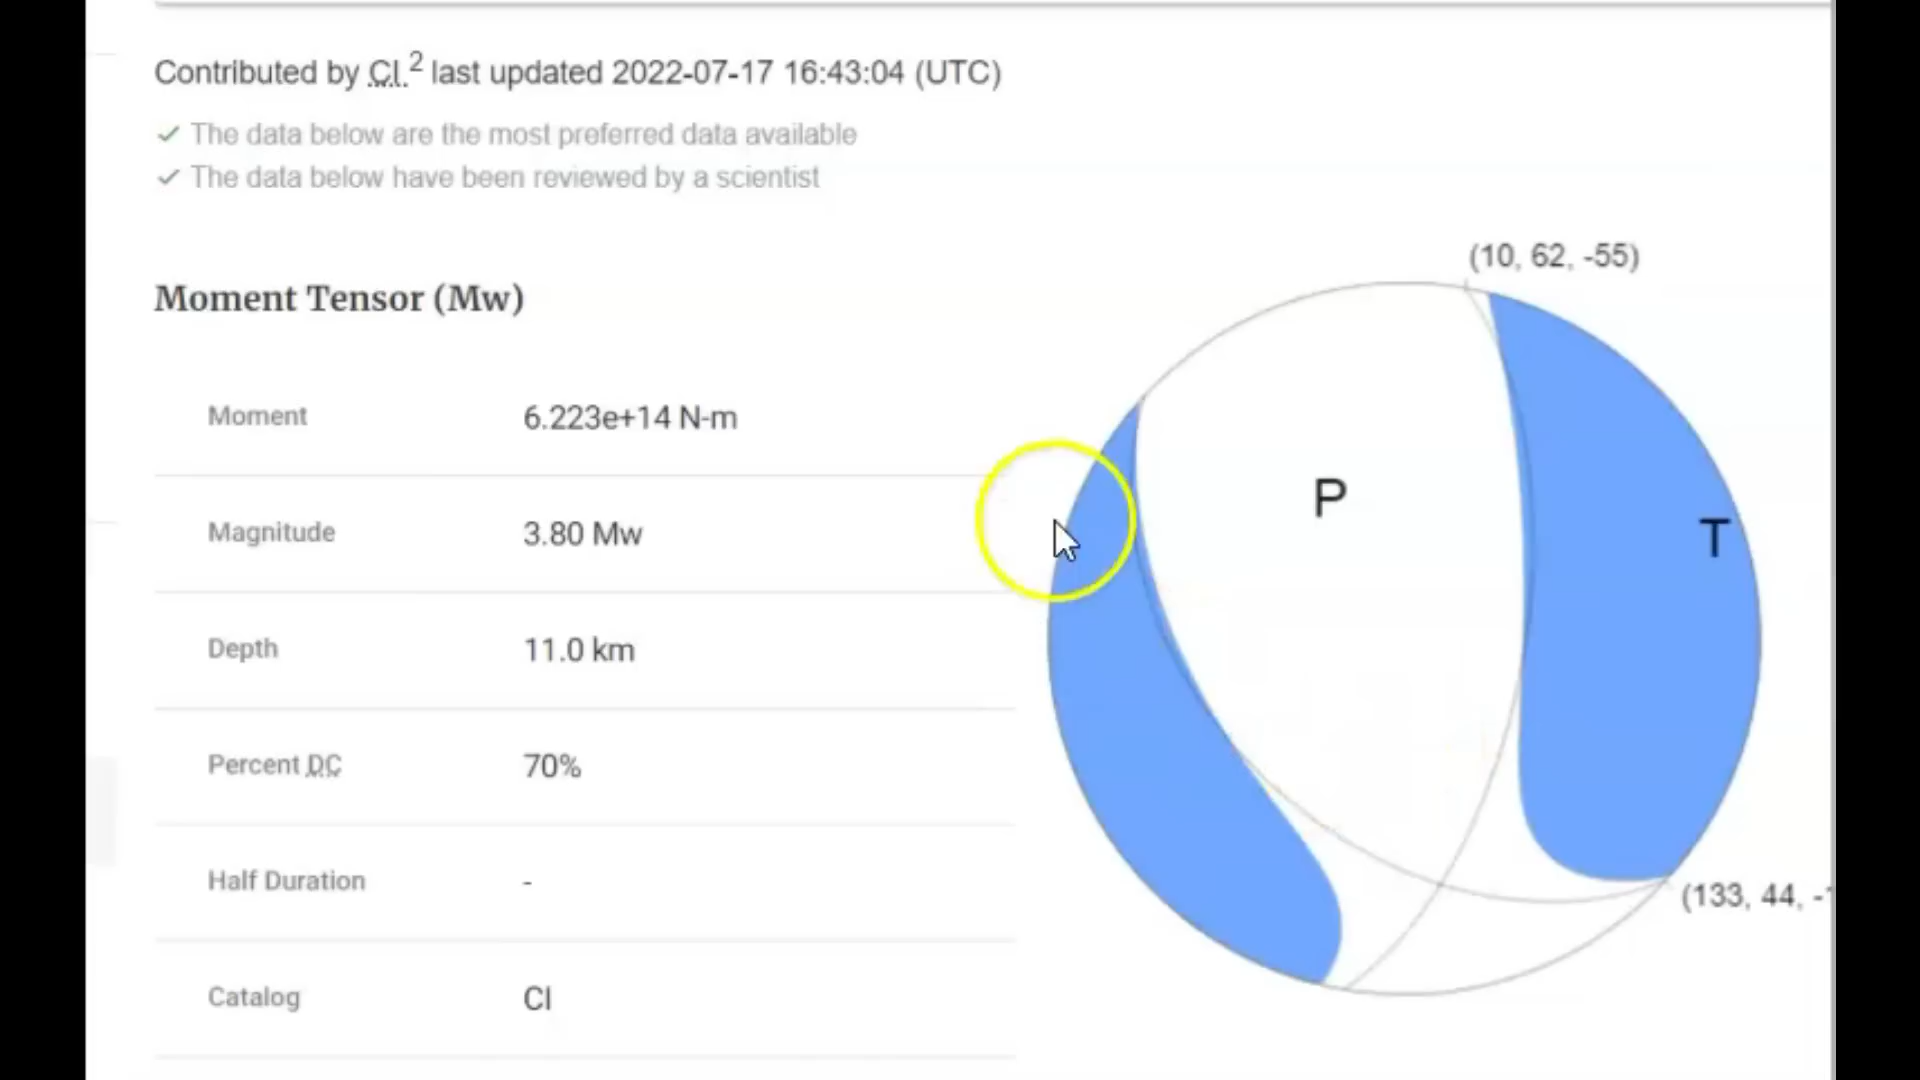 Contributed by CI 2 last updated 2022-07-17 16:43:04 (UTC)
✓ The data below are the most preferred data available
✓ The data below have been reviewed by a scientist
Moment Tensor (Mw)
Moment 6.223e+14 N-m
Magnitude 3.80 Mw
Depth 11.0 km
Percent DC 70%
Half Duration -
Catalog CI
(10, 62, -55)
P
T
(133, 44, -1